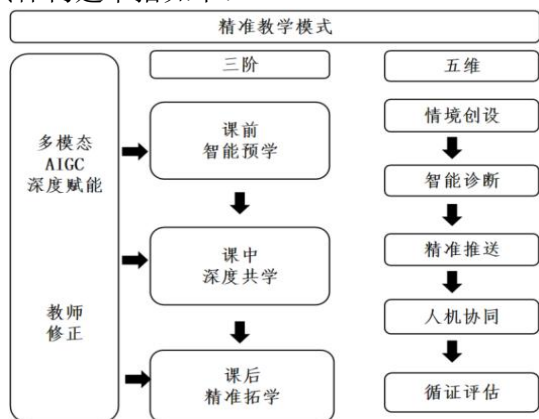 精准教学模式
三阶
五维
多模态
AIGC
深度赋能
教师
修正
课前
智能预学
课中
深度共学
课后
精准拓学
情境创设
智能诊断
精准推送
人机协同
循证评估